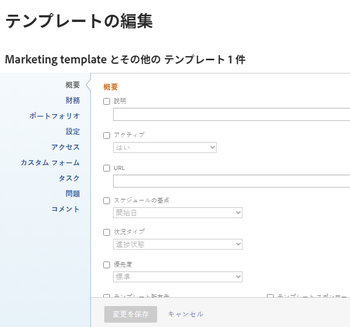 テンプレートの編集
Marketing template とその他の テンプレート 1 件
概要
財務
ポートフォリオ
設定
アクセス
カスタム フォーム
タスク
問題
コメント
概要
説明
アクティブ
はい
URL
スケジュールの基点
開始日
状況タイプ
進捗状態
優先度
標準
変更を保存
キャンセル